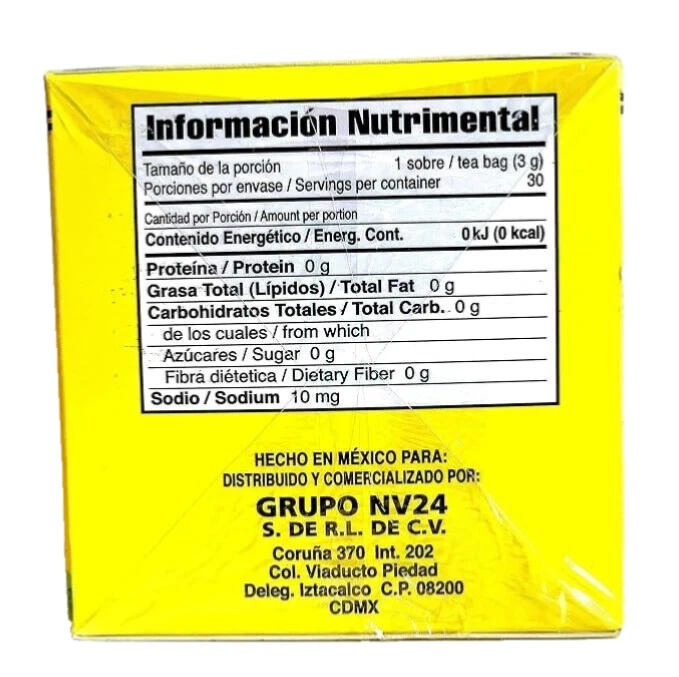 Información Nutrimental
Tamaño de la porción 1 sobre / tea bag (3 g)
Porciones por envase / Servings per container 30
Cantidad por Porción / Amount per portion
Contenido Energético / Energ. Cont. 0 kJ (0 kcal)
Proteína / Protein 0 g
Grasa Total (Lípidos) / Total Fat 0 g
Carbohidratos Totales / Total Carb. 0 g
de los cuales / from which
Azúcares / Sugar 0 g
Fibra diétetica / Dietary Fiber 0 g
Sodio / Sodium 10 mg
HECHO EN MÉXICO PARA:
DISTRIBUIDO Y COMERCIALIZADO POR:
GRUPO NV24
S. DE R.L. DE C.V.
Coruña 370 Int. 202
Col. Viaducto Piedad
Deleg. Iztacalco C.P. 08200
CDMX